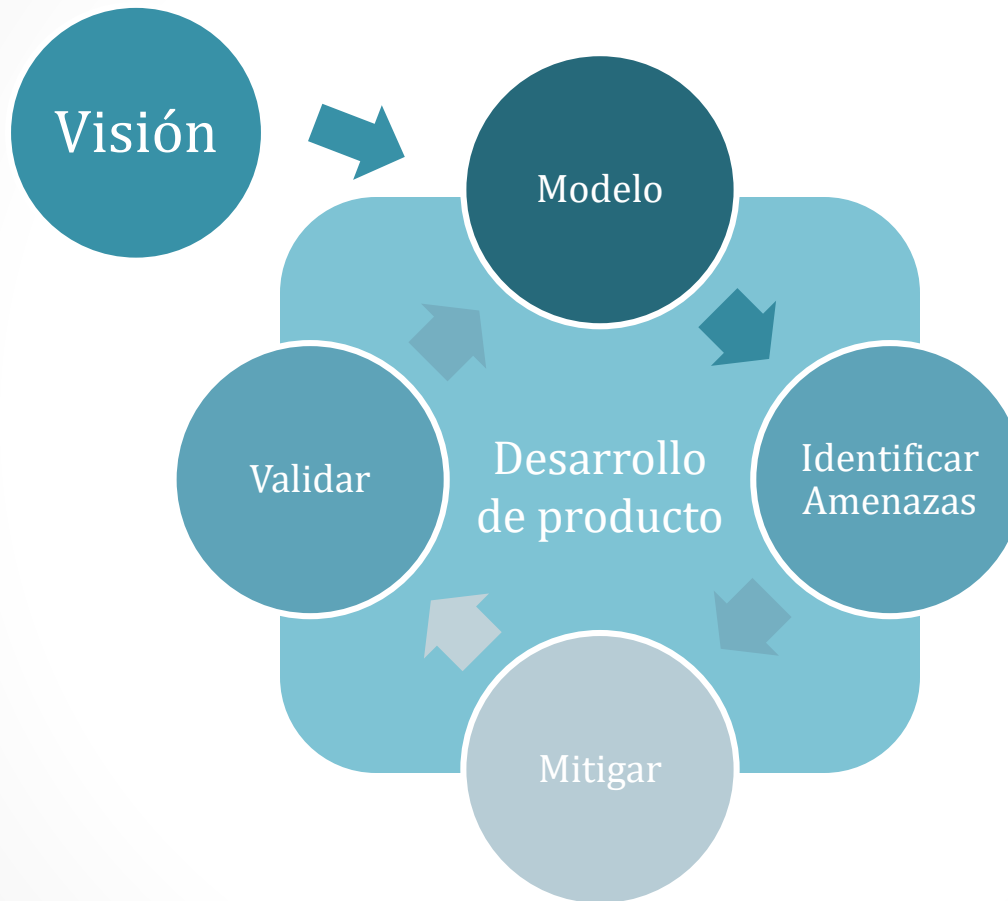 Visión
Modelo
Identificar
Amenazas
Desarrollo
de producto
Validar
Mitigar